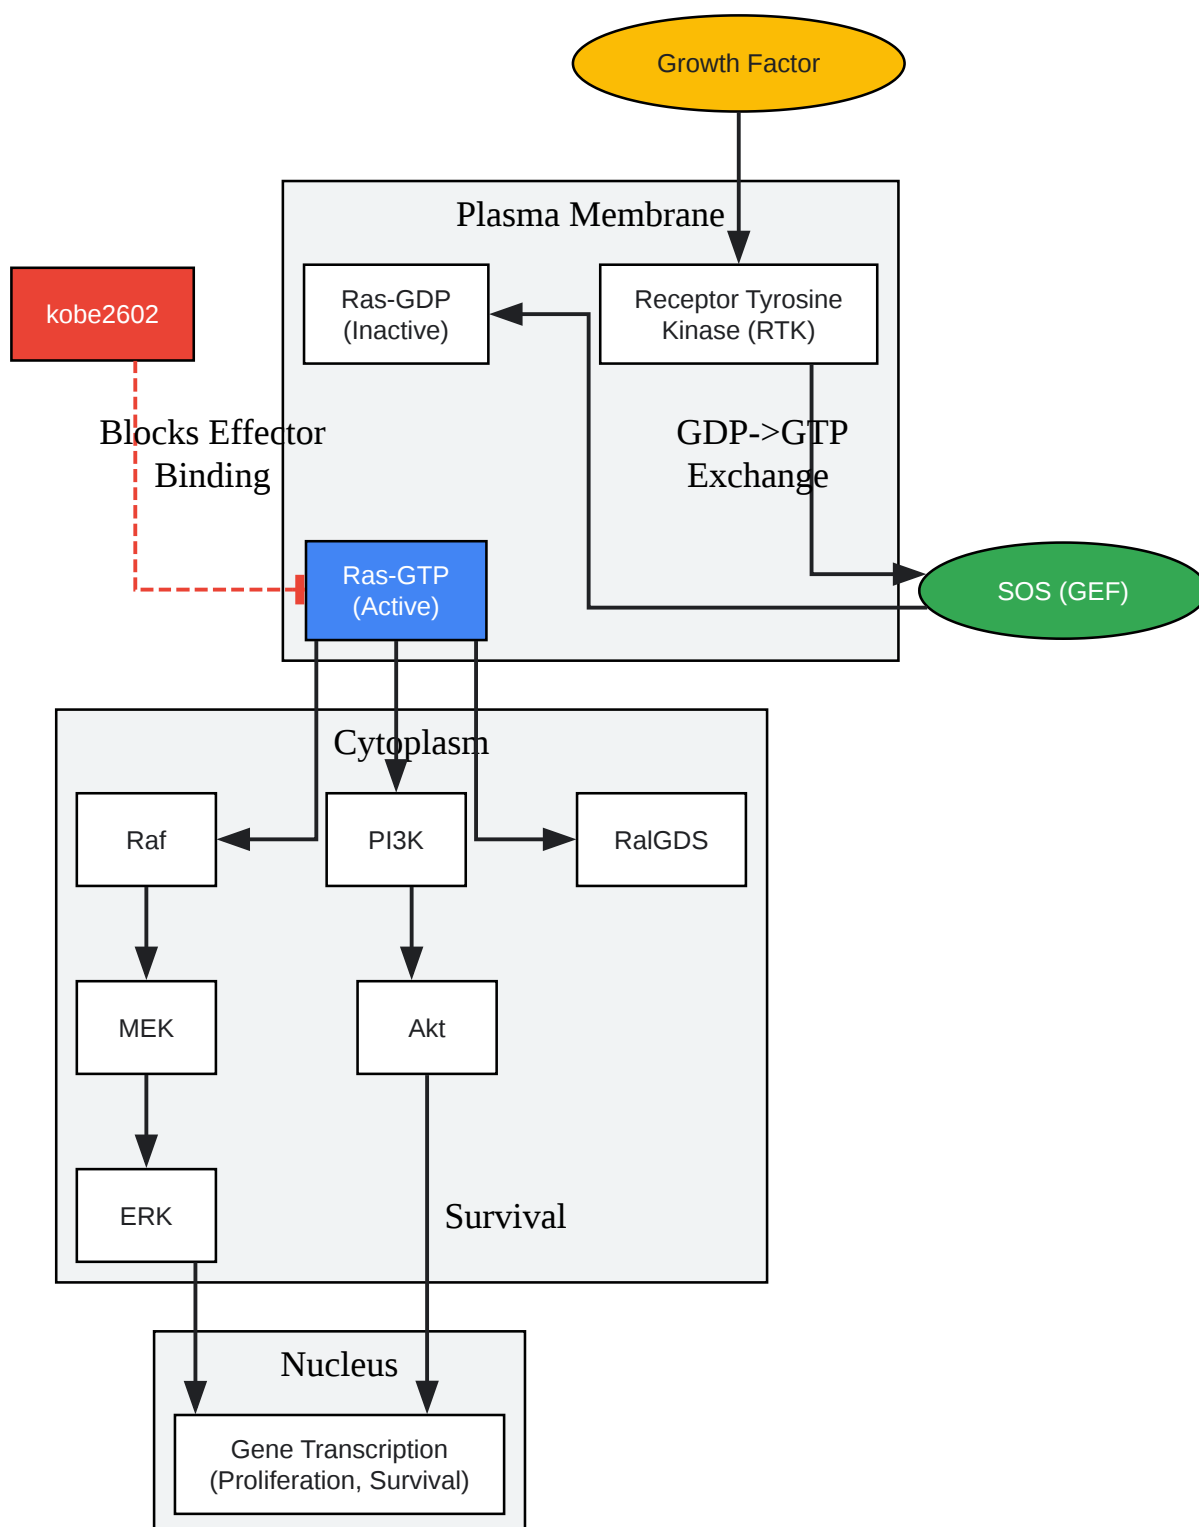 Growth Factor
Plasma Membrane
kobe2602
Ras-GDP
(Inactive)
Receptor Tyrosine
Kinase (RTK)
Blocks Effector
Binding
GDP->GTP
Exchange
Ras-GTP
(Active)
SOS (GEF)
Cytoplasm
Raf
PI3K
RalGDS
MEK
Akt
ERK
Survival
Nucleus
Gene Transcription
(Proliferation, Survival)